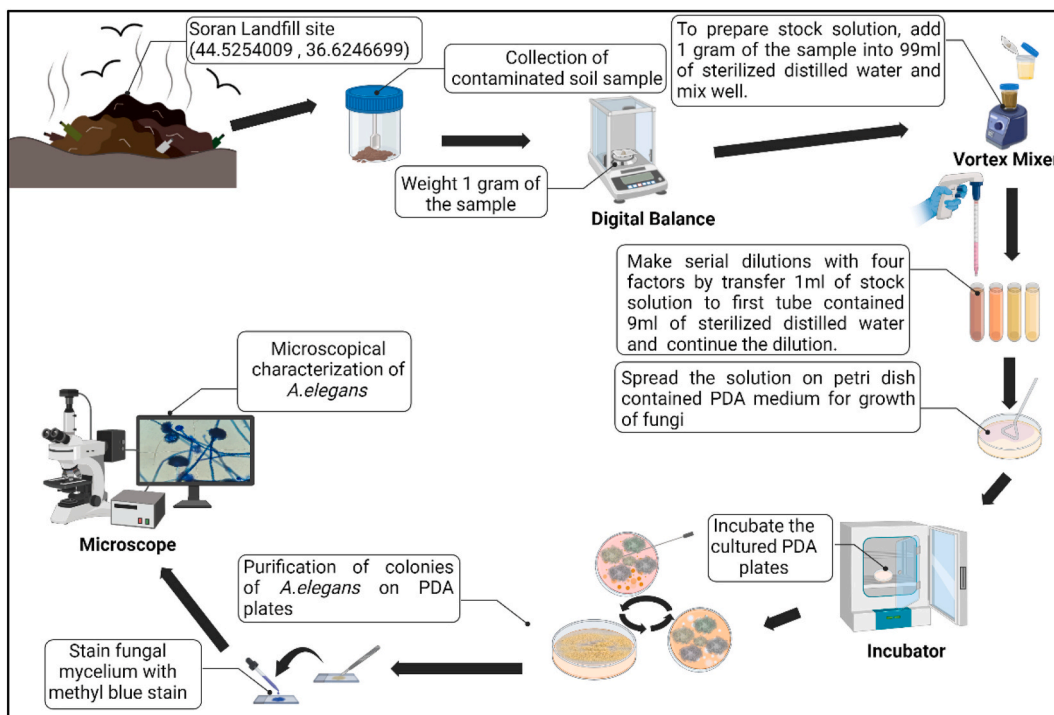 Soran Landfill site
(44.5254009 , 36.6246699)
Collection of
contaminated soil sample
To prepare stock solution, add
1 gram of the sample into 99ml
of sterilized distilled water and
mix well.
Vortex Mixer
Weight 1 gram of
the sample
Digital Balance
Make serial dilutions with four
factors by transfer 1ml of stock
solution to first tube contained
9ml of sterilized distilled water
and continue the dilution.
Spread the solution on petri dish
contained PDA medium for growth
of fungi
Microscopical
characterization of
A.elegans
Microscope
Incubate the
cultured PDA
plates
Incubator
Purification of colonies
of A.elegans on PDA
plates
Stain fungal
mycelium with
methyl blue stain